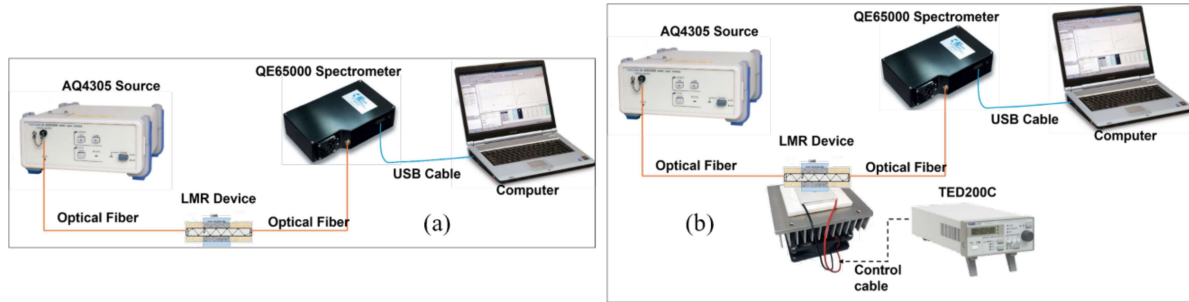 AQ4305 Source
QE65000 Spectrometer
USB Cable
Computer
LMR Device
Optical Fiber
Optical Fiber
(a)
AQ4305 Source
QE65000 Spectrometer
USB Cable
Computer
LMR Device
Optical Fiber
Optical Fiber
TED200C
(b)
Control
cable